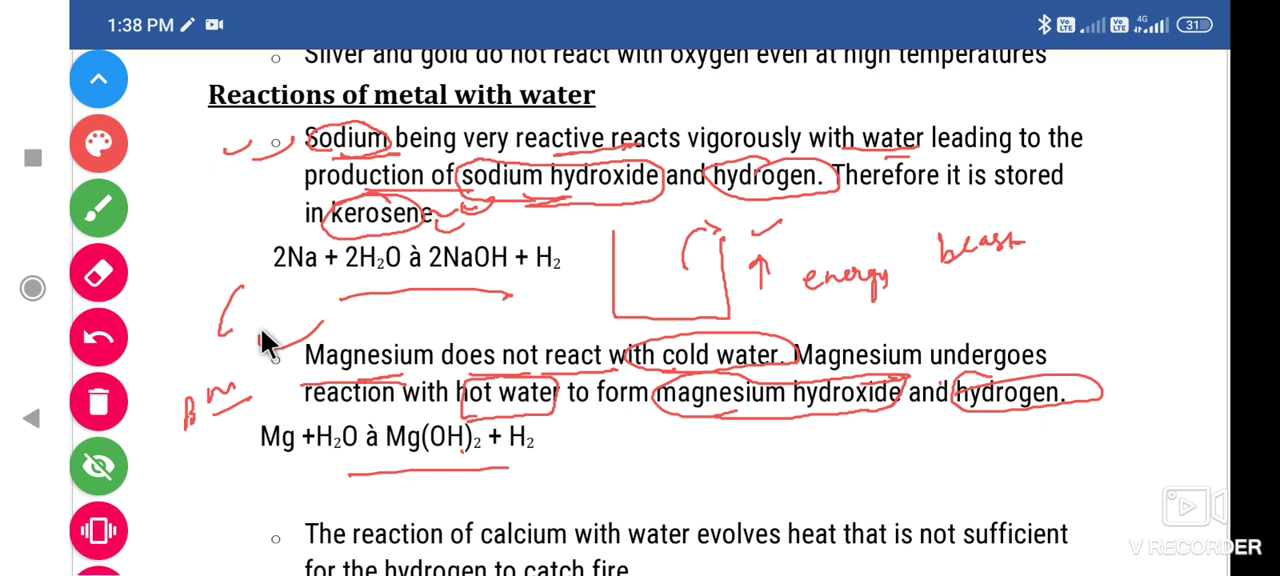 1:38 PM
4G
31
Silver and gold do not react with oxygen even at high temperatures
Reactions of metal with water
Sodium being very reactive reacts vigorously with water leading to the
production of sodium hydroxide and hydrogen. Therefore it is stored
in kerosene
2Na + 2H₂O à 2NaOH + H₂
energy
Magnesium does not react with cold water. Magnesium undergoes
reaction with hot water to form magnesium hydroxide and hydrogen.
Mg +H₂O à Mg(OH)₂ + H₂
The reaction of calcium with water evolves heat that is not sufficient
for the hydrogen to catch fire
V RECORDER